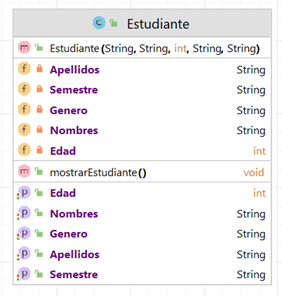 Estudiante
Estudiante(String, String, int, String, String)
Apellidos String
Semestre String
Genero String
Nombres String
Edad int
mostrarEstudiante() void
Edad int
Nombres String
Genero String
Apellidos String
Semestre String